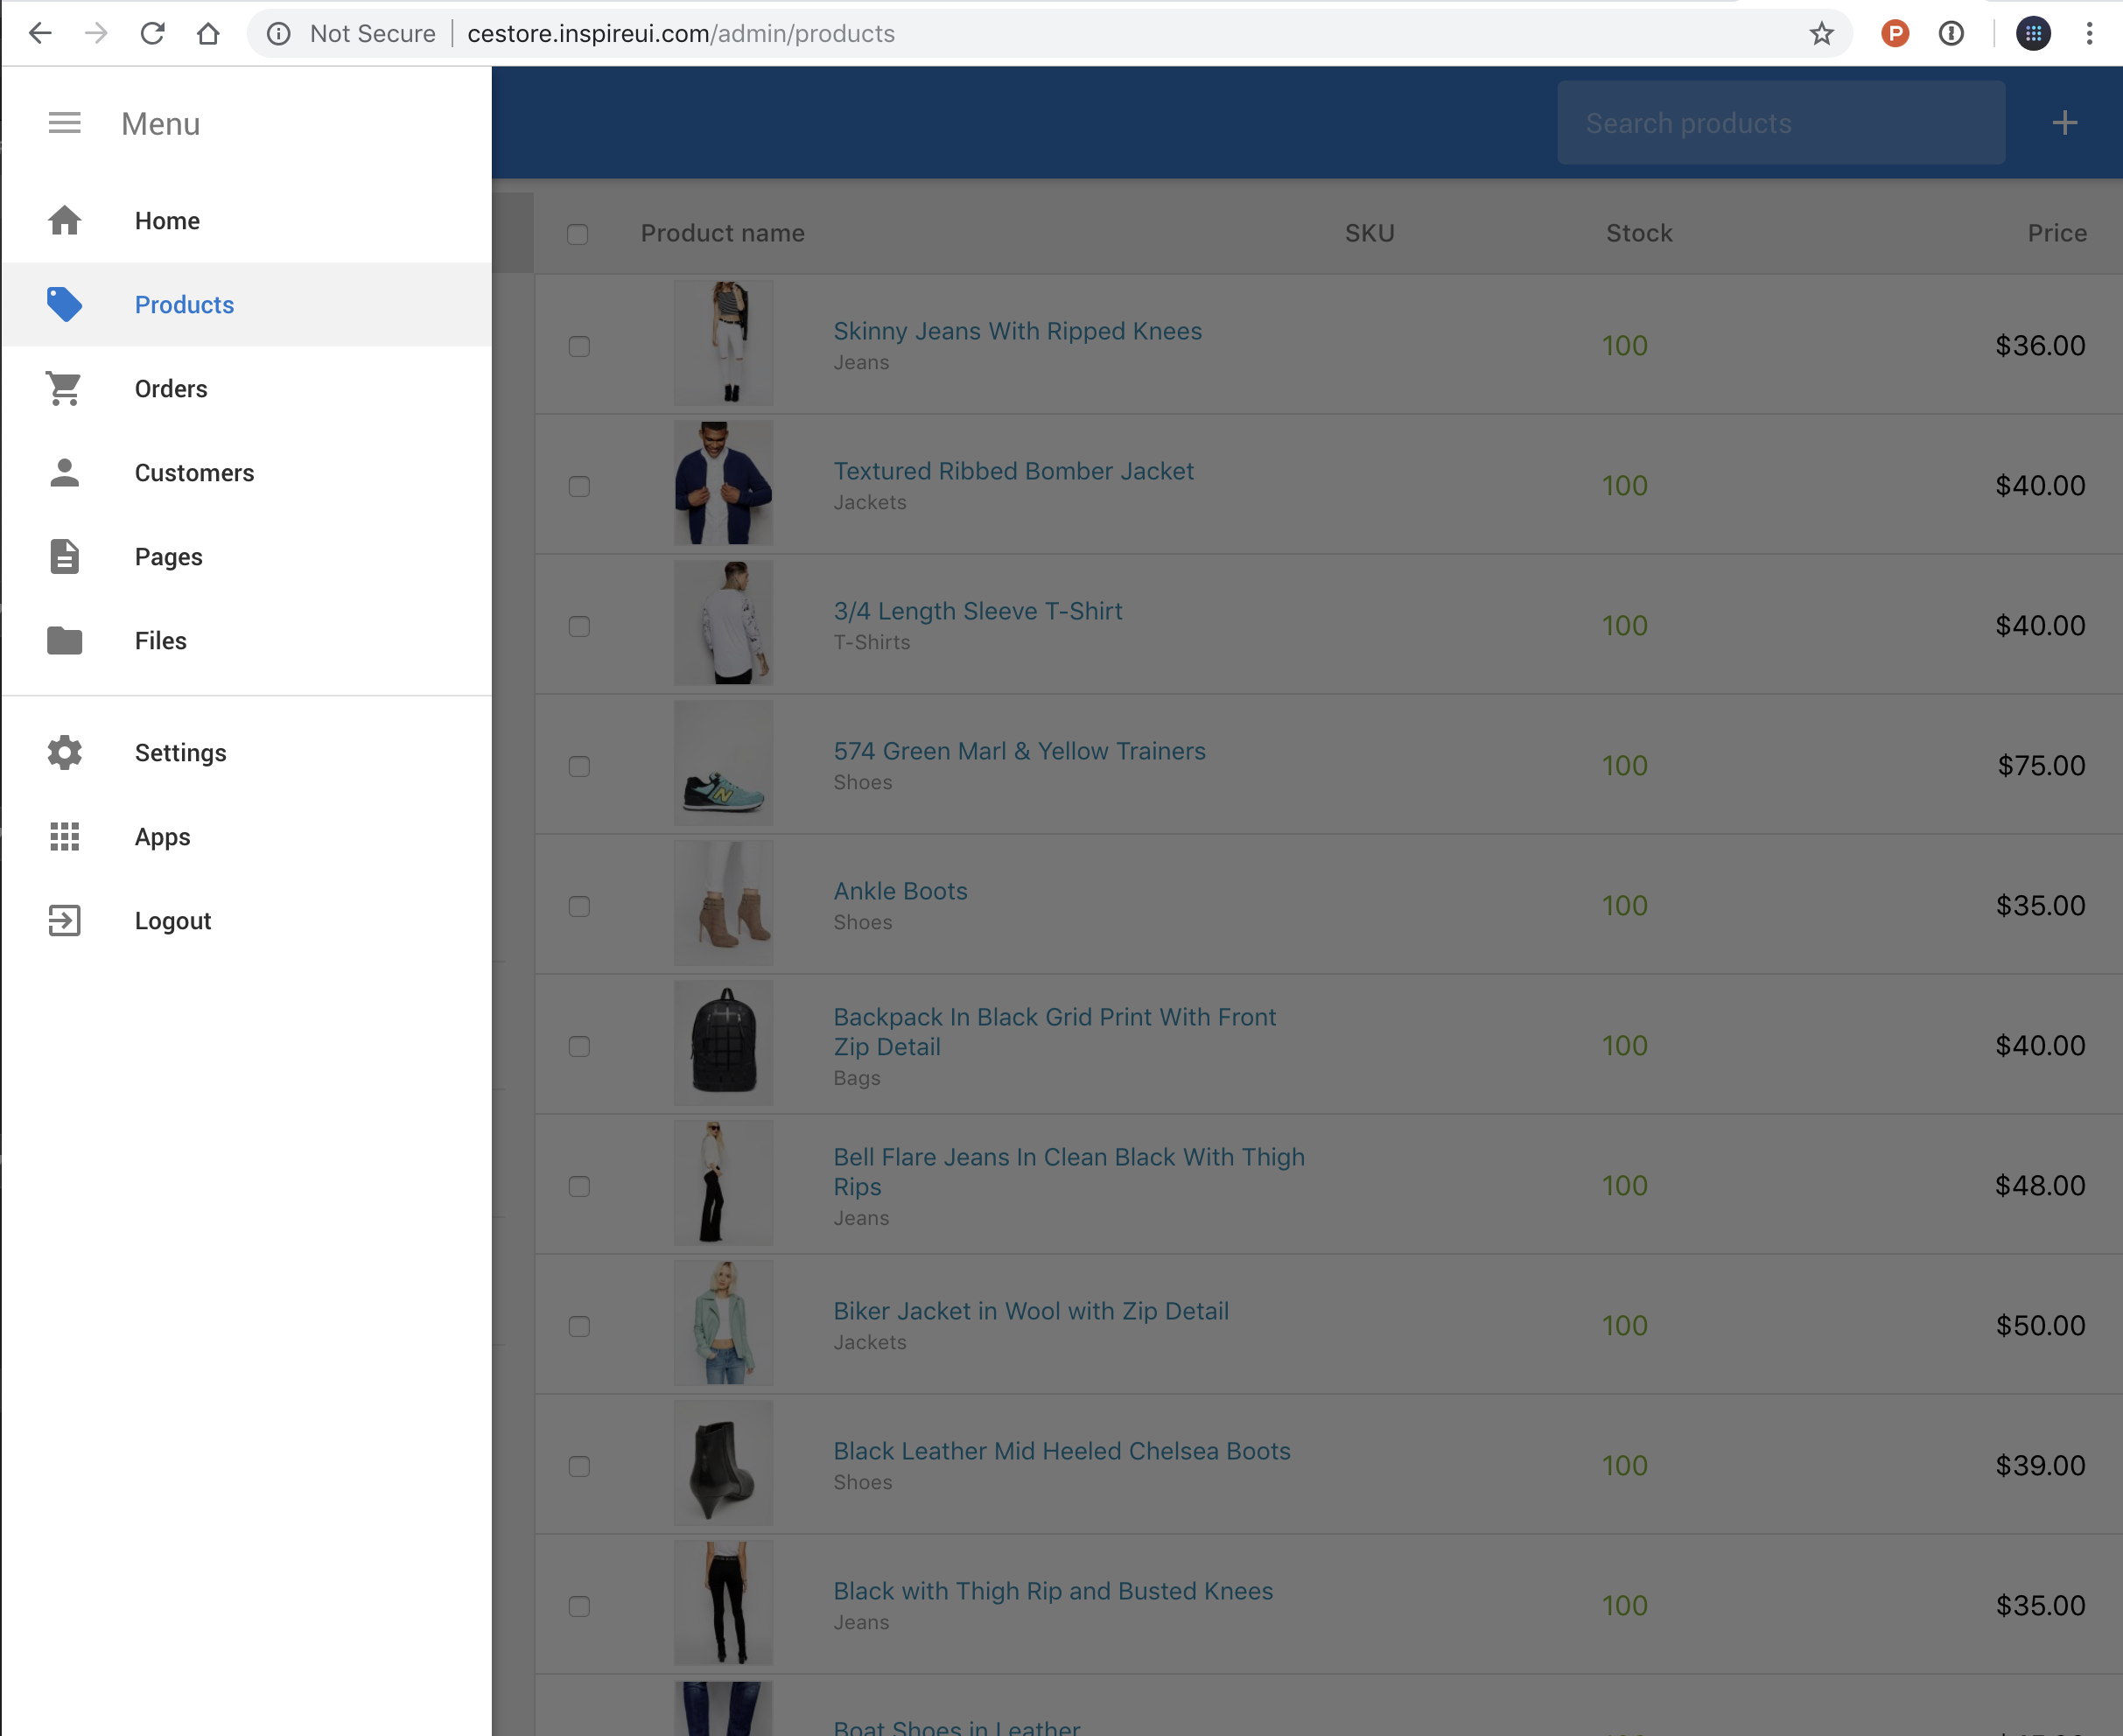 Not Secure cestore.inspireui.com/admin/products
P
Menu
Search products
Home
Products
Orders
Customers
Pages
Files
Settings
Apps
Logout
Product name SKU Stock Price
Skinny Jeans With Ripped Knees
Jeans
100 $36.00
Textured Ribbed Bomber Jacket
Jackets
100 $40.00
3/4 Length Sleeve T-Shirt
T-Shirts
100 $40.00
574 Green Marl & Yellow Trainers
Shoes
100 $75.00
N
Ankle Boots
Shoes
100 $35.00
Backpack In Black Grid Print With Front
Zip Detail
Bags
100 $40.00
Bell Flare Jeans In Clean Black With Thigh
Rips
Jeans
100 $48.00
Biker Jacket in Wool with Zip Detail
Jackets
100 $50.00
Black Leather Mid Heeled Chelsea Boots
Shoes
100 $39.00
Black with Thigh Rip and Busted Knees
Jeans
100 $35.00
Boat Shoes in Leather